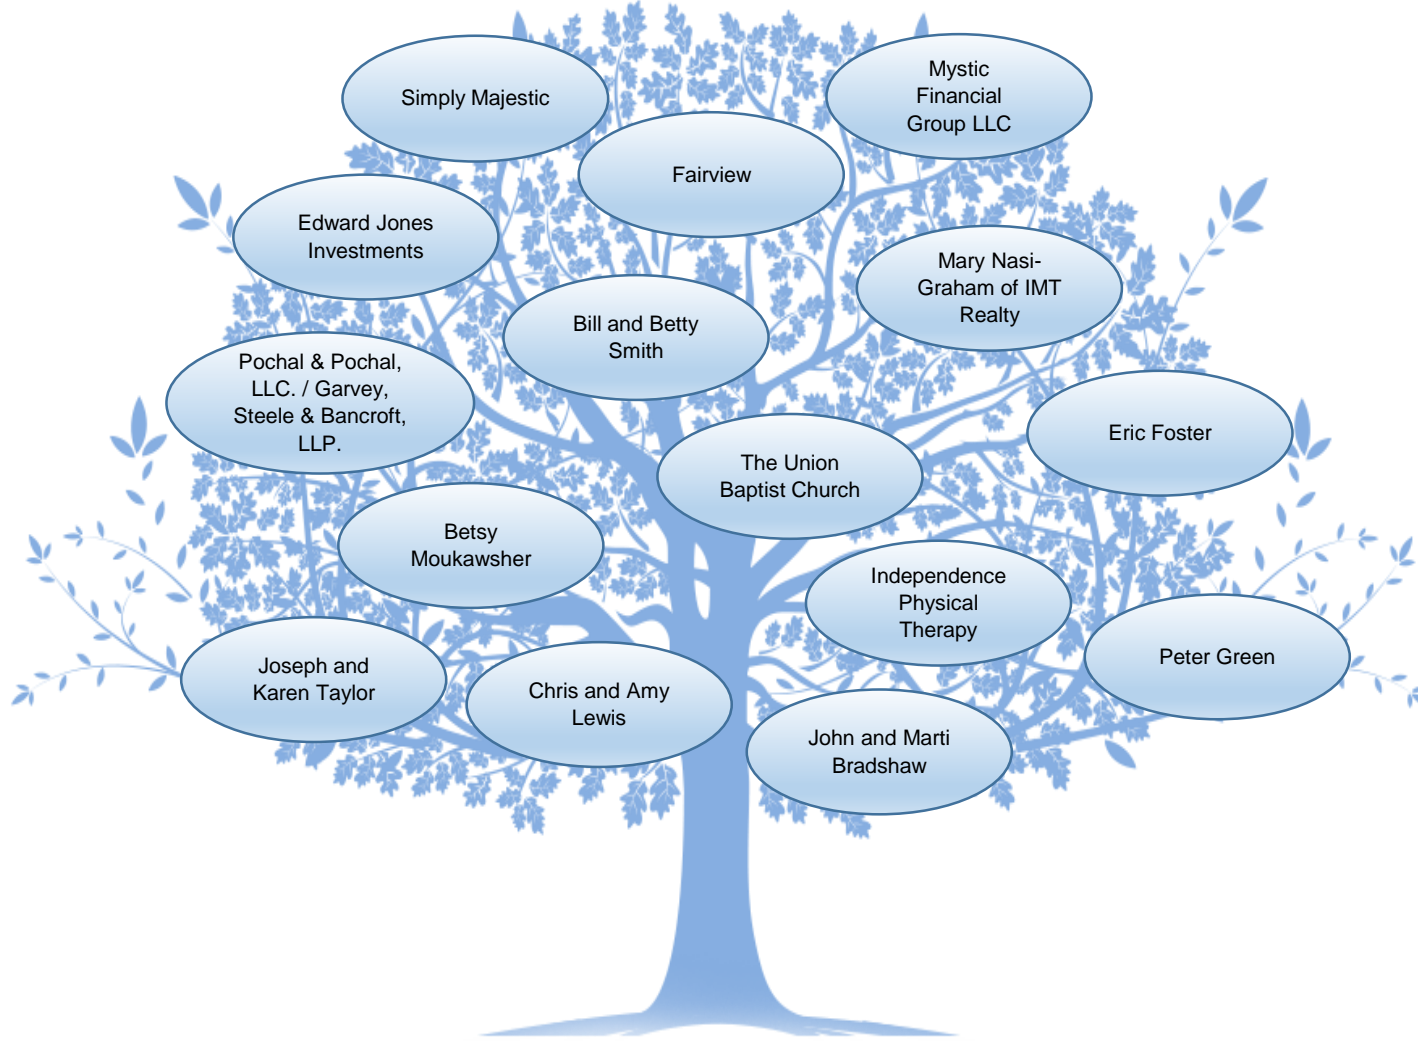 Simply Majestic
Mystic
Financial
Group LLC
Fairview
Edward Jones
Investments
Mary Nasi-
Graham of IMT
Realty
Bill and Betty
Smith
Pochal & Pochal,
LLC. / Garvey,
Steele & Bancroft,
LLP.
Eric Foster
The Union
Baptist Church
Betsy
Moukawsher
Independence
Physical
Therapy
Joseph and
Karen Taylor
Peter Green
Chris and Amy
Lewis
John and Marti
Bradshaw